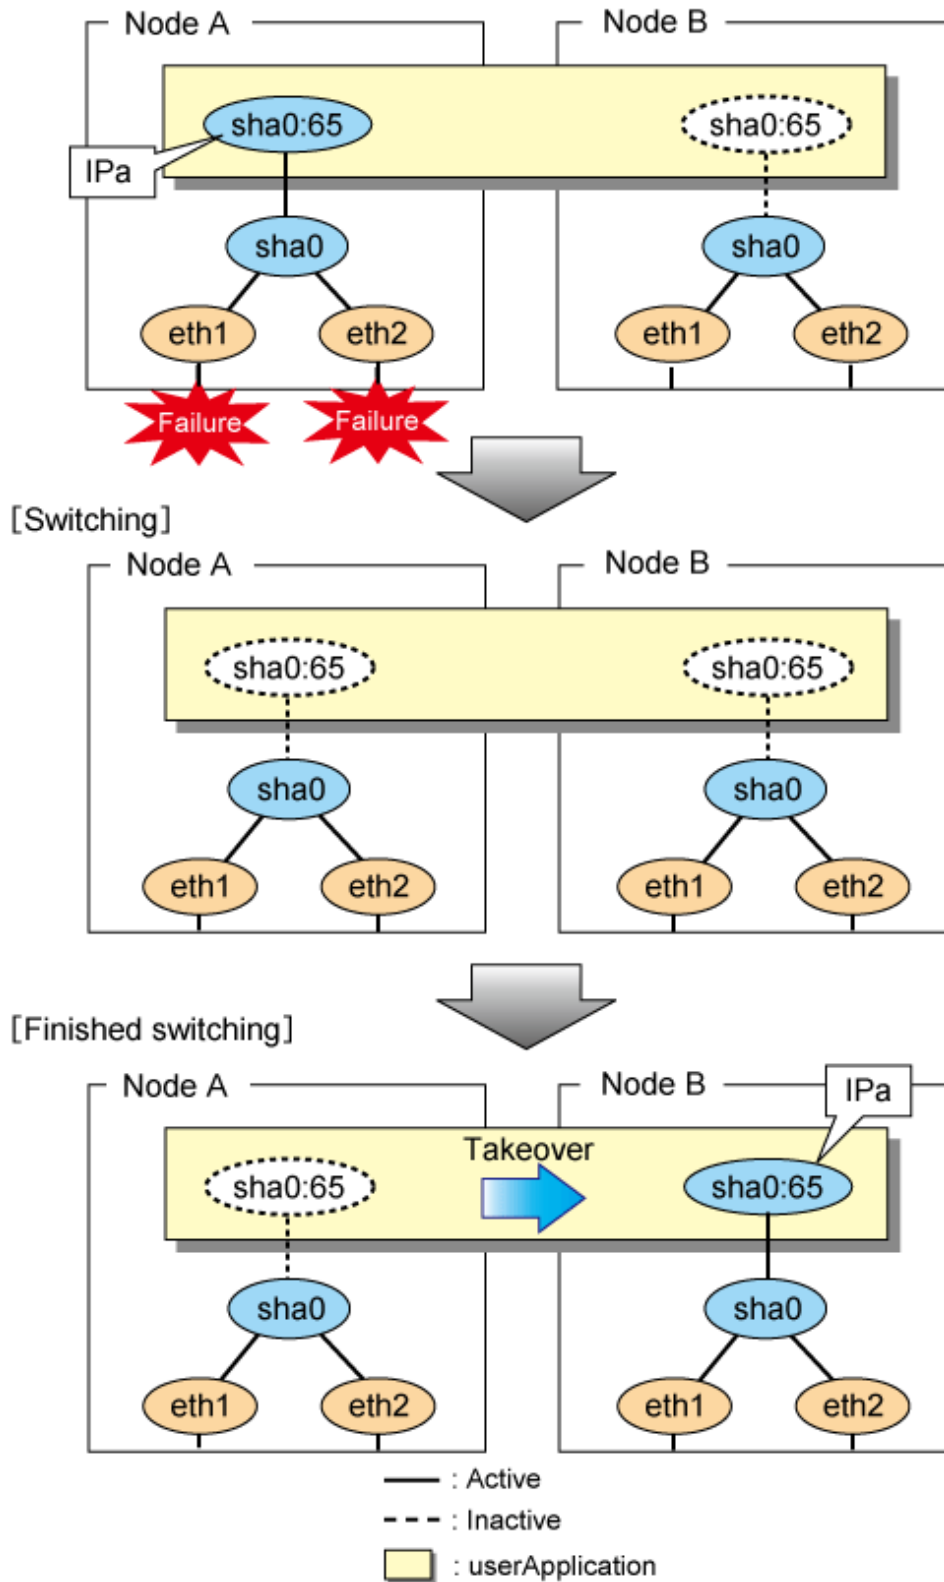 Node A
Node B
sha0:65
sha0:65
IPa
sha0
sha0
eth1
eth2
eth1
eth2
Failure
Failure
[Switching]
Node A
Node B
sha0:65
sha0:65
sha0
sha0
eth1
eth2
eth1
eth2
[Finished switching]
Node A
Node B
IPa
Takeover
sha0:65
sha0:65
sha0
sha0
eth1
eth2
eth1
eth2
: Active
: Inactive
: userApplication